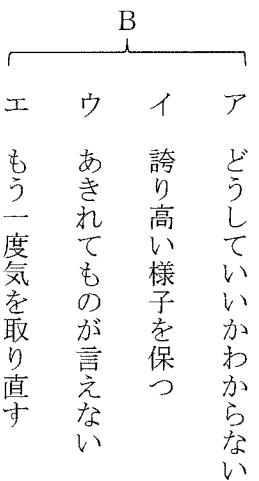 B
ア どうしていいかわからない
イ 誇り高い様子を保つ
ウ あきれてものが言えない
エ もう一度気を取り直す